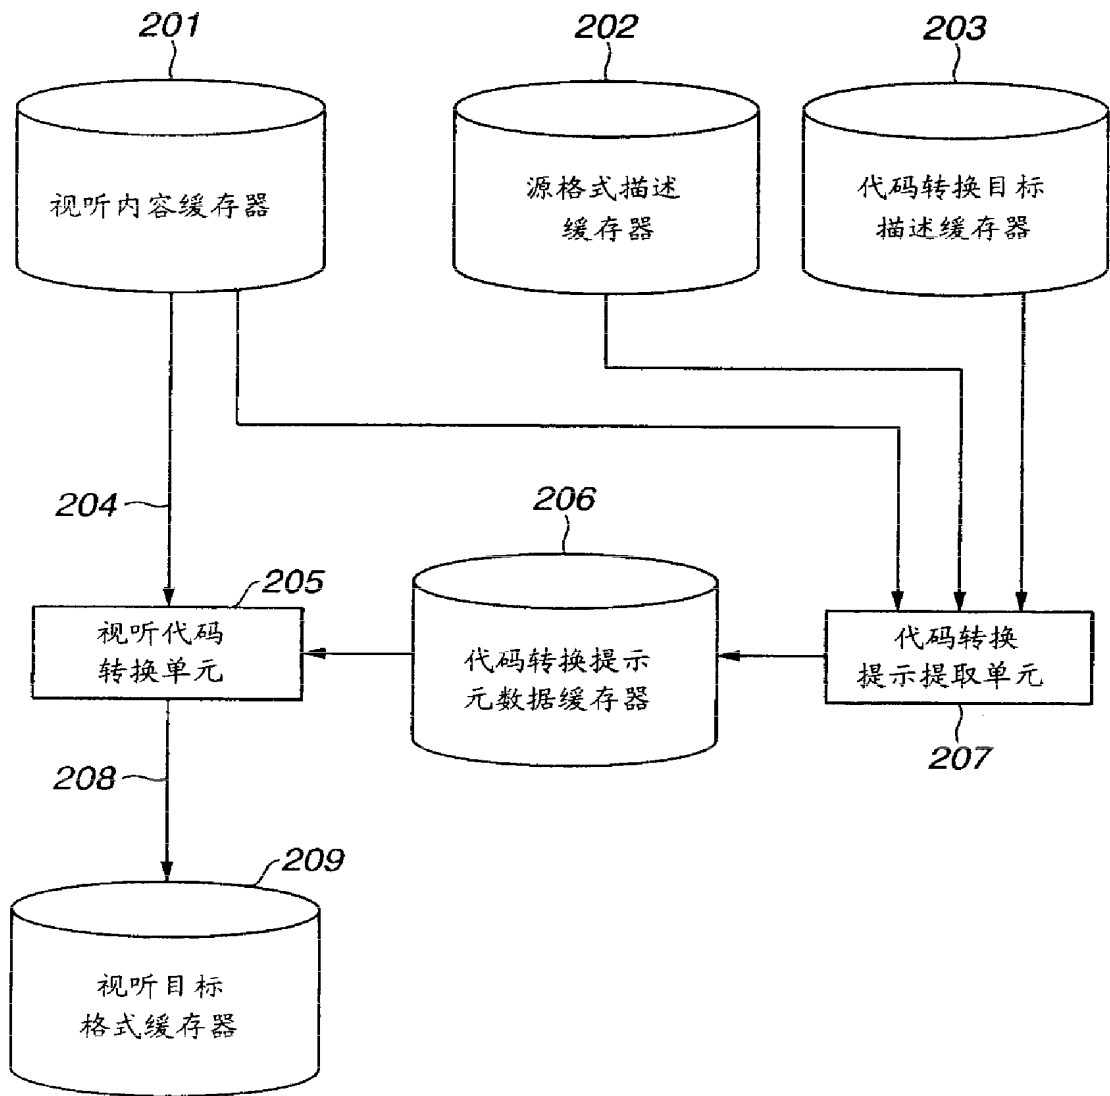 201
202
203
视听内容缓存器
源格式描述
缓存器
代码转换目标
描述缓存器
204
206
205
视听代码
转换单元
代码转换提示
元数据缓存器
代码转换
提示提取单元
207
208
209
视听目标
格式缓存器